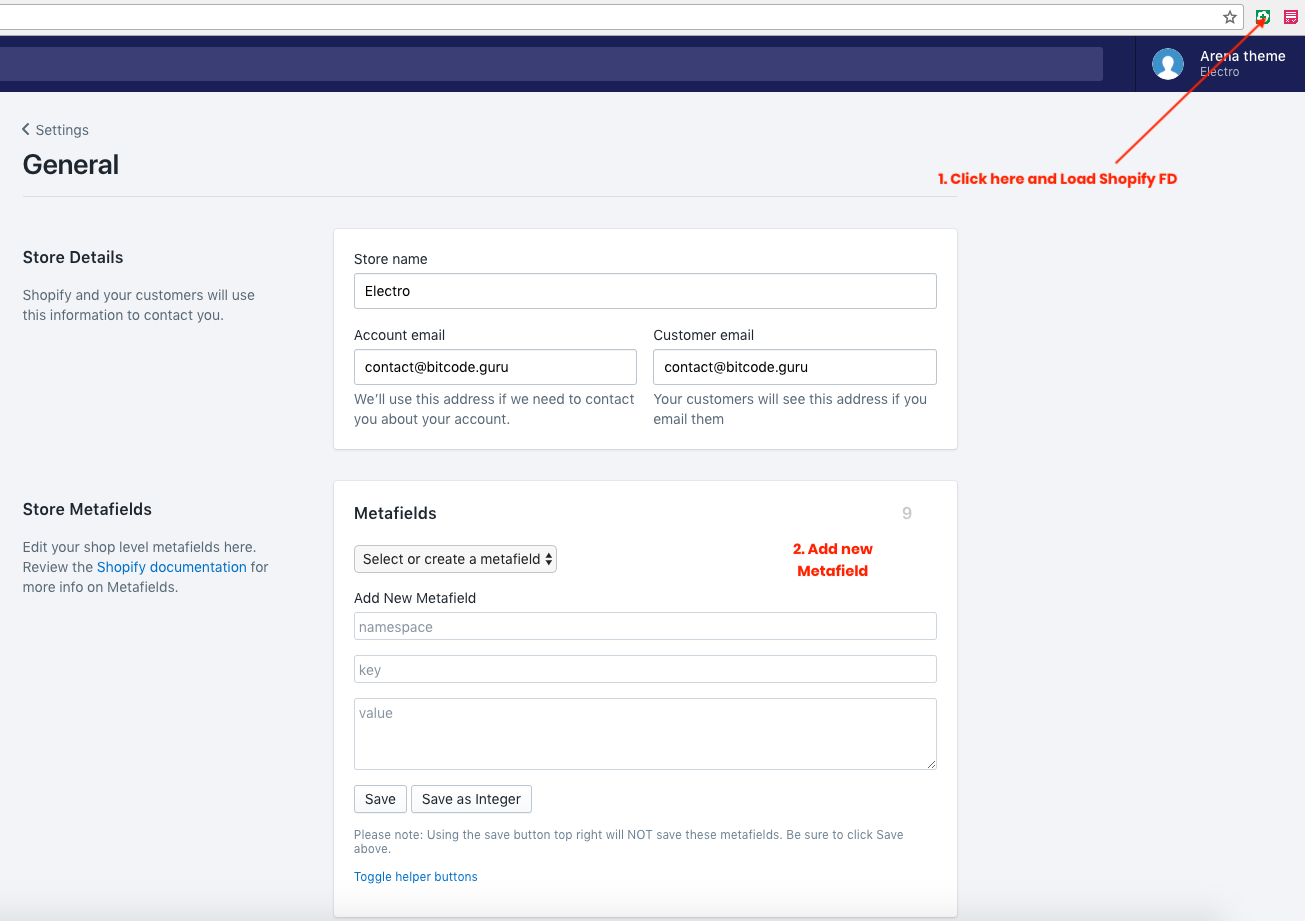 Arena theme
Electro
Settings
General
1. Click here and Load Shopify FD
Store Details
Shopify and your customers will use
this information to contact you.
Store name
Electro
Account email
Customer email
contact@bitcode.guru
contact@bitcode.guru
We'll use this address if we need to contact
you about your account.
Your customers will see this address if you
email them
Store Metafields
Edit your shop level metafields here.
Review the Shopify documentation for
more info on Metafields.
Metafields
9
Select or create a metafield
2. Add new
Metafield
Add New Metafield
namespace
key
value
Save
Save as Integer
Please note: Using the save button top right will NOT save these metafields. Be sure to click Save
above.
Toggle helper buttons